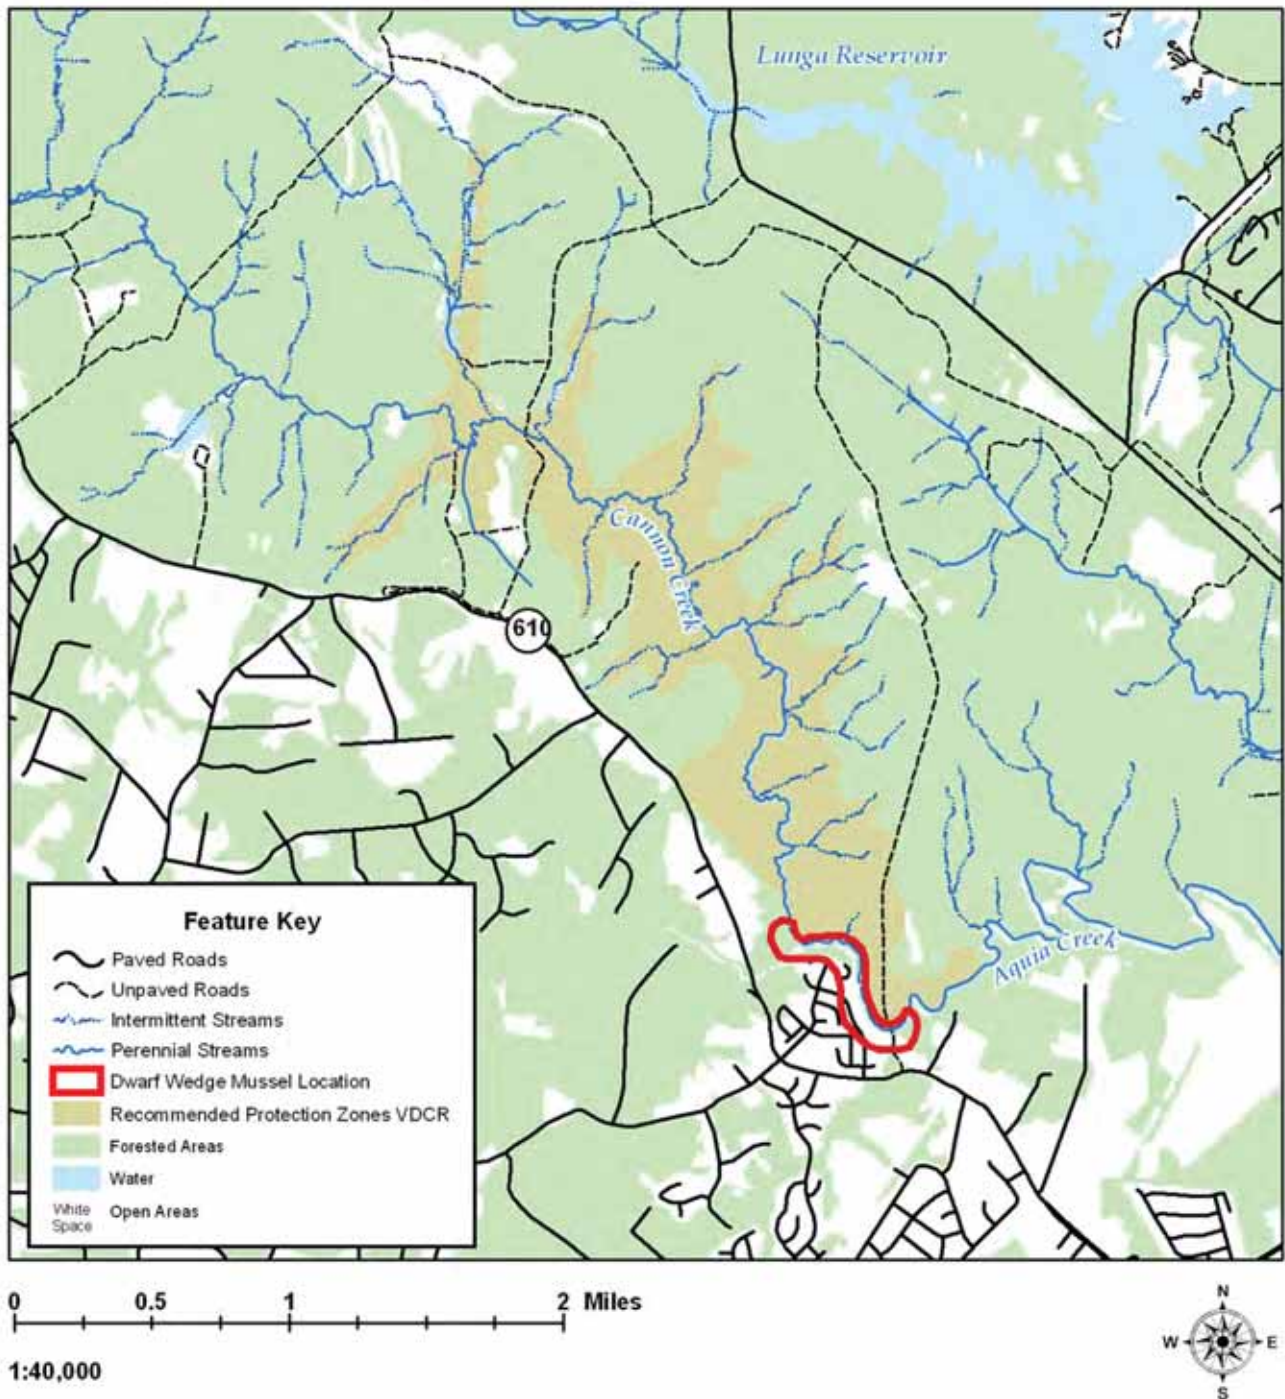 Lunga Reservoir
Cannon Creek
610
Aquia Creek
Feature Key
Paved Roads
Unpaved Roads
Intermittent Streams
Perennial Streams
Dwarf Wedge Mussel Location
Recommended Protection Zones VDCR
Forested Areas
Water
White
Space
Open Areas
0 0.5 1 2 Miles
1:40,000
N
W E
S